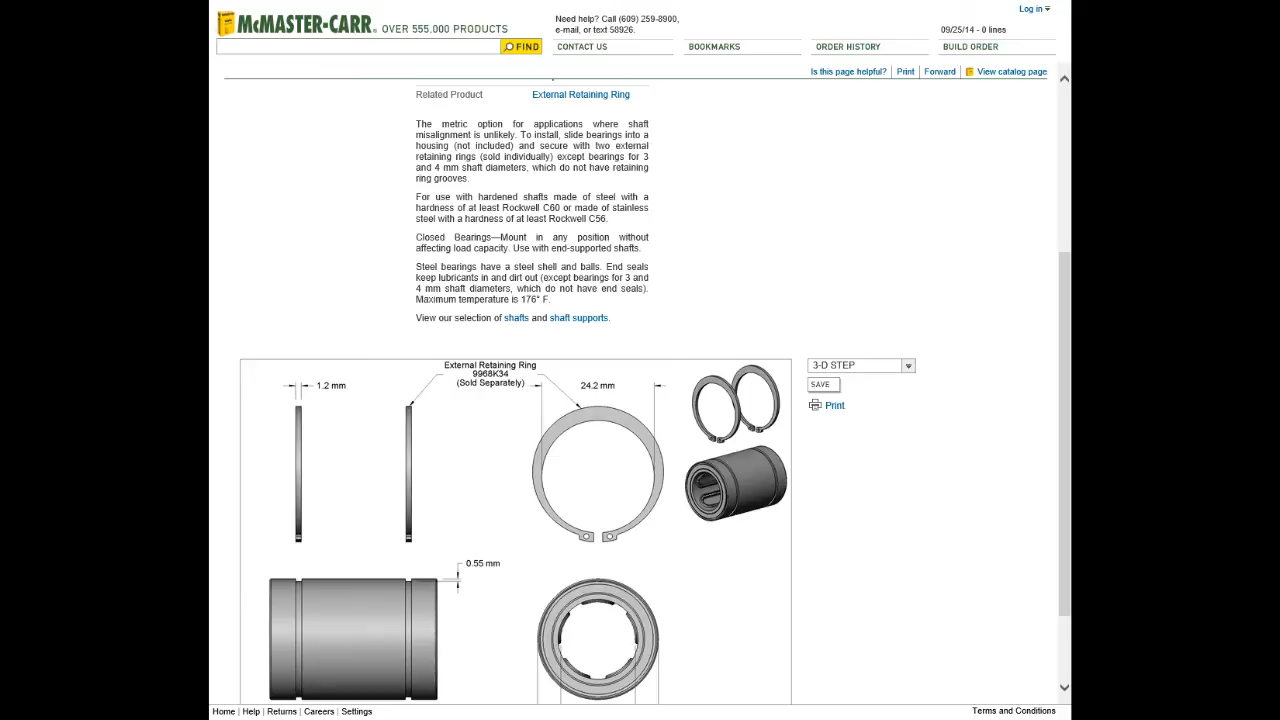 Log in
McMASTER-CARR. OVER 555,000 PRODUCTS
Need help? Call (609) 259-8900,
e-mail, or text 58926.
09/25/14 - 0 lines
FIND
CONTACT US
BOOKMARKS
ORDER HISTORY
BUILD ORDER
Is this page helpful?
Print
Forward
View catalog page
Related Product
External Retaining Ring
The metric option for applications where shaft
misalignment is unlikely. To install, slide bearings into a
housing (not included) and secure with two external
retaining rings (sold individually) except bearings for 3
and 4 mm shaft diameters, which do not have retaining
ring grooves.
For use with hardened shafts made of steel with a
hardness of at least Rockwell C60 or made of stainless
steel with a hardness of at least Rockwell C56.
Closed Bearings—Mount in any position without
affecting load capacity. Use with end-supported shafts.
Steel bearings have a steel shell and balls. End seals
keep lubricants in and dirt out (except bearings for 3 and
4 mm shaft diameters, which do not have end seals).
Maximum temperature is 176° F.
View our selection of shafts and shaft supports.
External Retaining Ring
9968K34
(Sold Separately)
1.2 mm
24.2 mm
0.55 mm
3-D STEP
SAVE
Print
Home | Help | Returns | Careers | Settings
Terms and Conditions